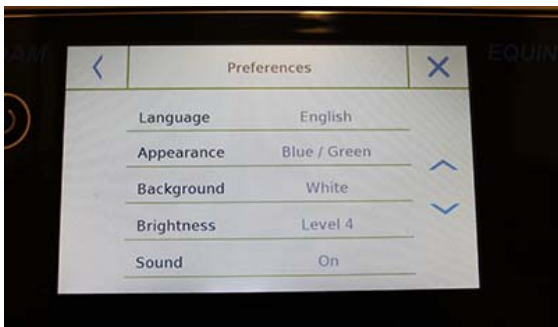 Preferences
Language English
Appearance Blue / Green
Background White
Brightness Level 4
Sound On